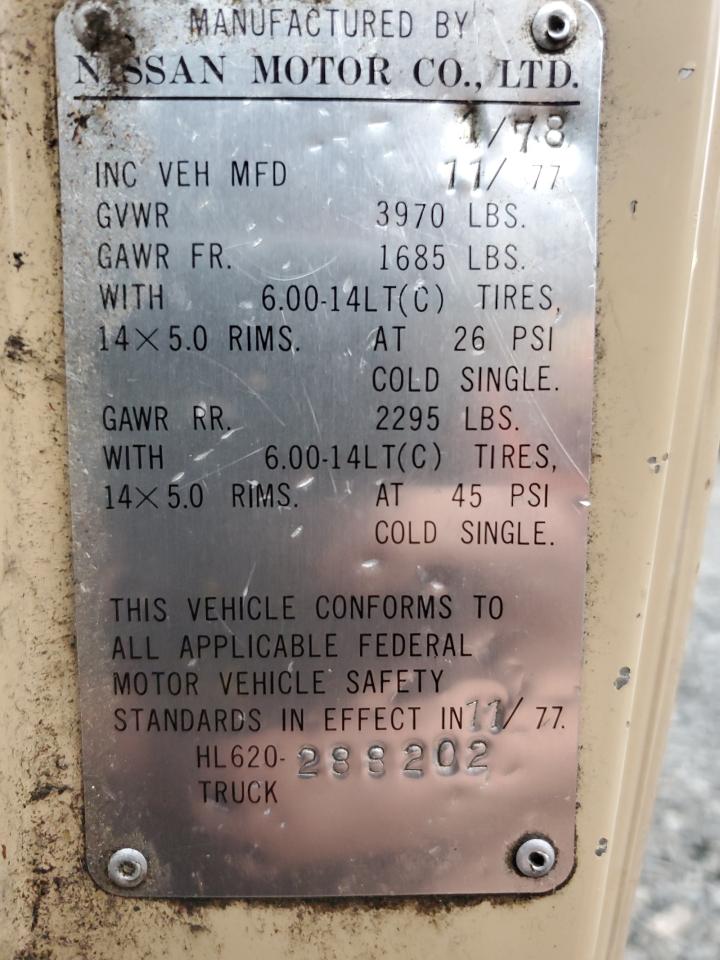 MANUFACTURED BY
NISSAN MOTOR CO., LTD.
1/78
INC VEH MFD 11/ 77
GVWR 3970 LBS.
GAWR FR. 1685 LBS.
WITH 6.00-14LT(C) TIRES,
14×5.0 RIMS. AT 26 PSI
COLD SINGLE.
GAWR RR. 2295 LBS.
WITH 6.00-14LT(C) TIRES,
14×5.0 RIMS. AT 45 PSI
COLD SINGLE.
THIS VEHICLE CONFORMS TO
ALL APPLICABLE FEDERAL
MOTOR VEHICLE SAFETY
STANDARDS IN EFFECT IN 11/ 77.
HL620-288202
TRUCK